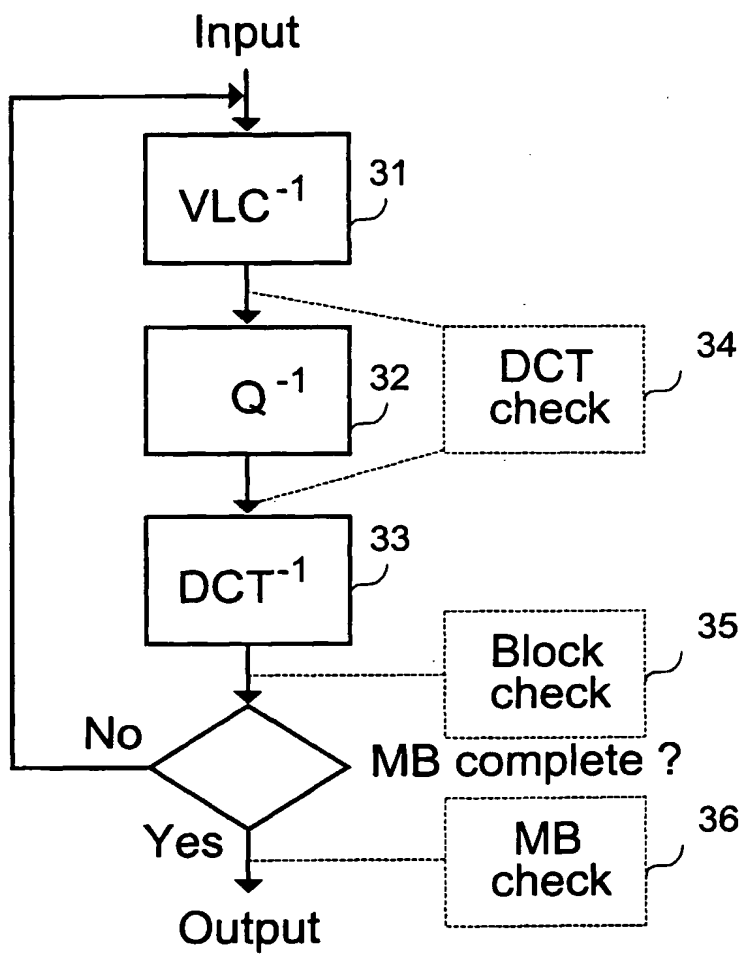 Input
VLC⁻¹
31
Q⁻¹
32
DCT
check
34
DCT⁻¹
33
Block
check
35
No
MB complete ?
Yes
MB
check
36
Output